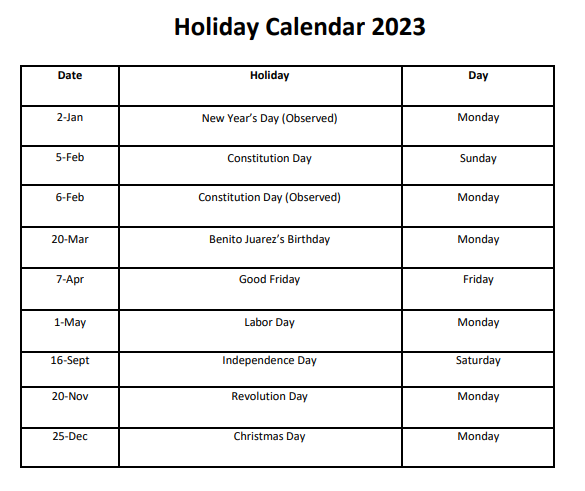 Holiday Calendar 2023
Date Holiday Day
2-Jan New Year’s Day (Observed) Monday
5-Feb Constitution Day Sunday
6-Feb Constitution Day (Observed) Monday
20-Mar Benito Juarez’s Birthday Monday
7-Apr Good Friday Friday
1-May Labor Day Monday
16-Sept Independence Day Saturday
20-Nov Revolution Day Monday
25-Dec Christmas Day Monday